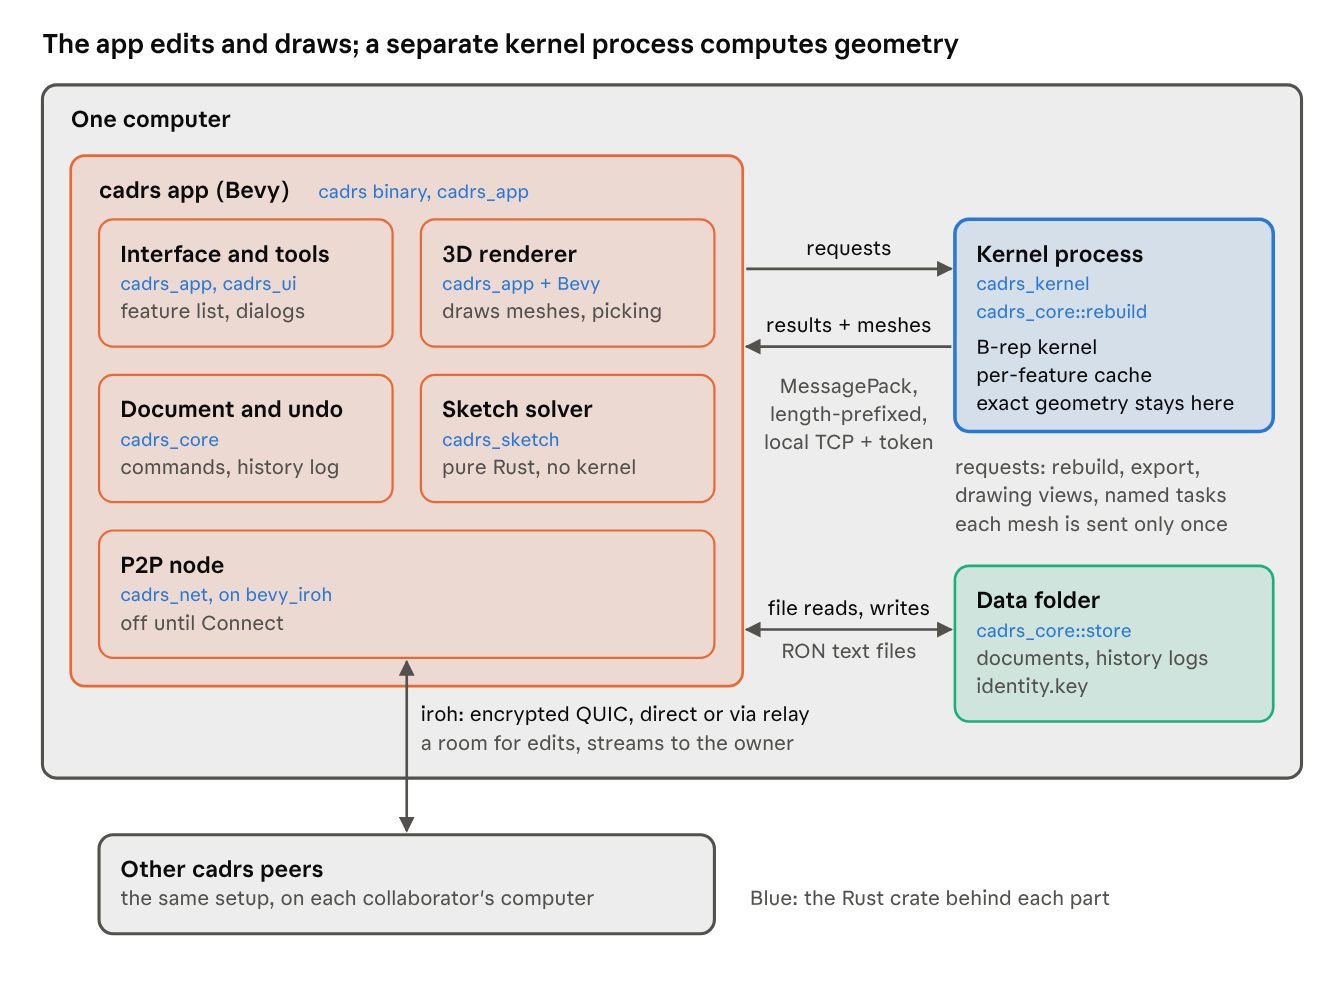 The app edits and draws; a separate kernel process computes geometry
One computer
cadrs app (Bevy)
cadrs binary, cadrs_app
Interface and tools
cadrs_app, cadrs_ui
feature list, dialogs
3D renderer
cadrs_app + Bevy
draws meshes, picking
Document and undo
cadrs_core
commands, history log
Sketch solver
cadrs_sketch
pure Rust, no kernel
P2P node
cadrs_net, on bevy_iroh
off until Connect
requests
results + meshes
MessagePack,
length-prefixed,
local TCP + token
Kernel process
cadrs_kernel
cadrs_core::rebuild
B-rep kernel
per-feature cache
exact geometry stays here
requests: rebuild, export,
drawing views, named tasks
each mesh is sent only once
file reads, writes
RON text files
Data folder
cadrs_core::store
documents, history logs
identity.key
iroh: encrypted QUIC, direct or via relay
a room for edits, streams to the owner
Other cadrs peers
the same setup, on each collaborator's computer
Blue: the Rust crate behind each part